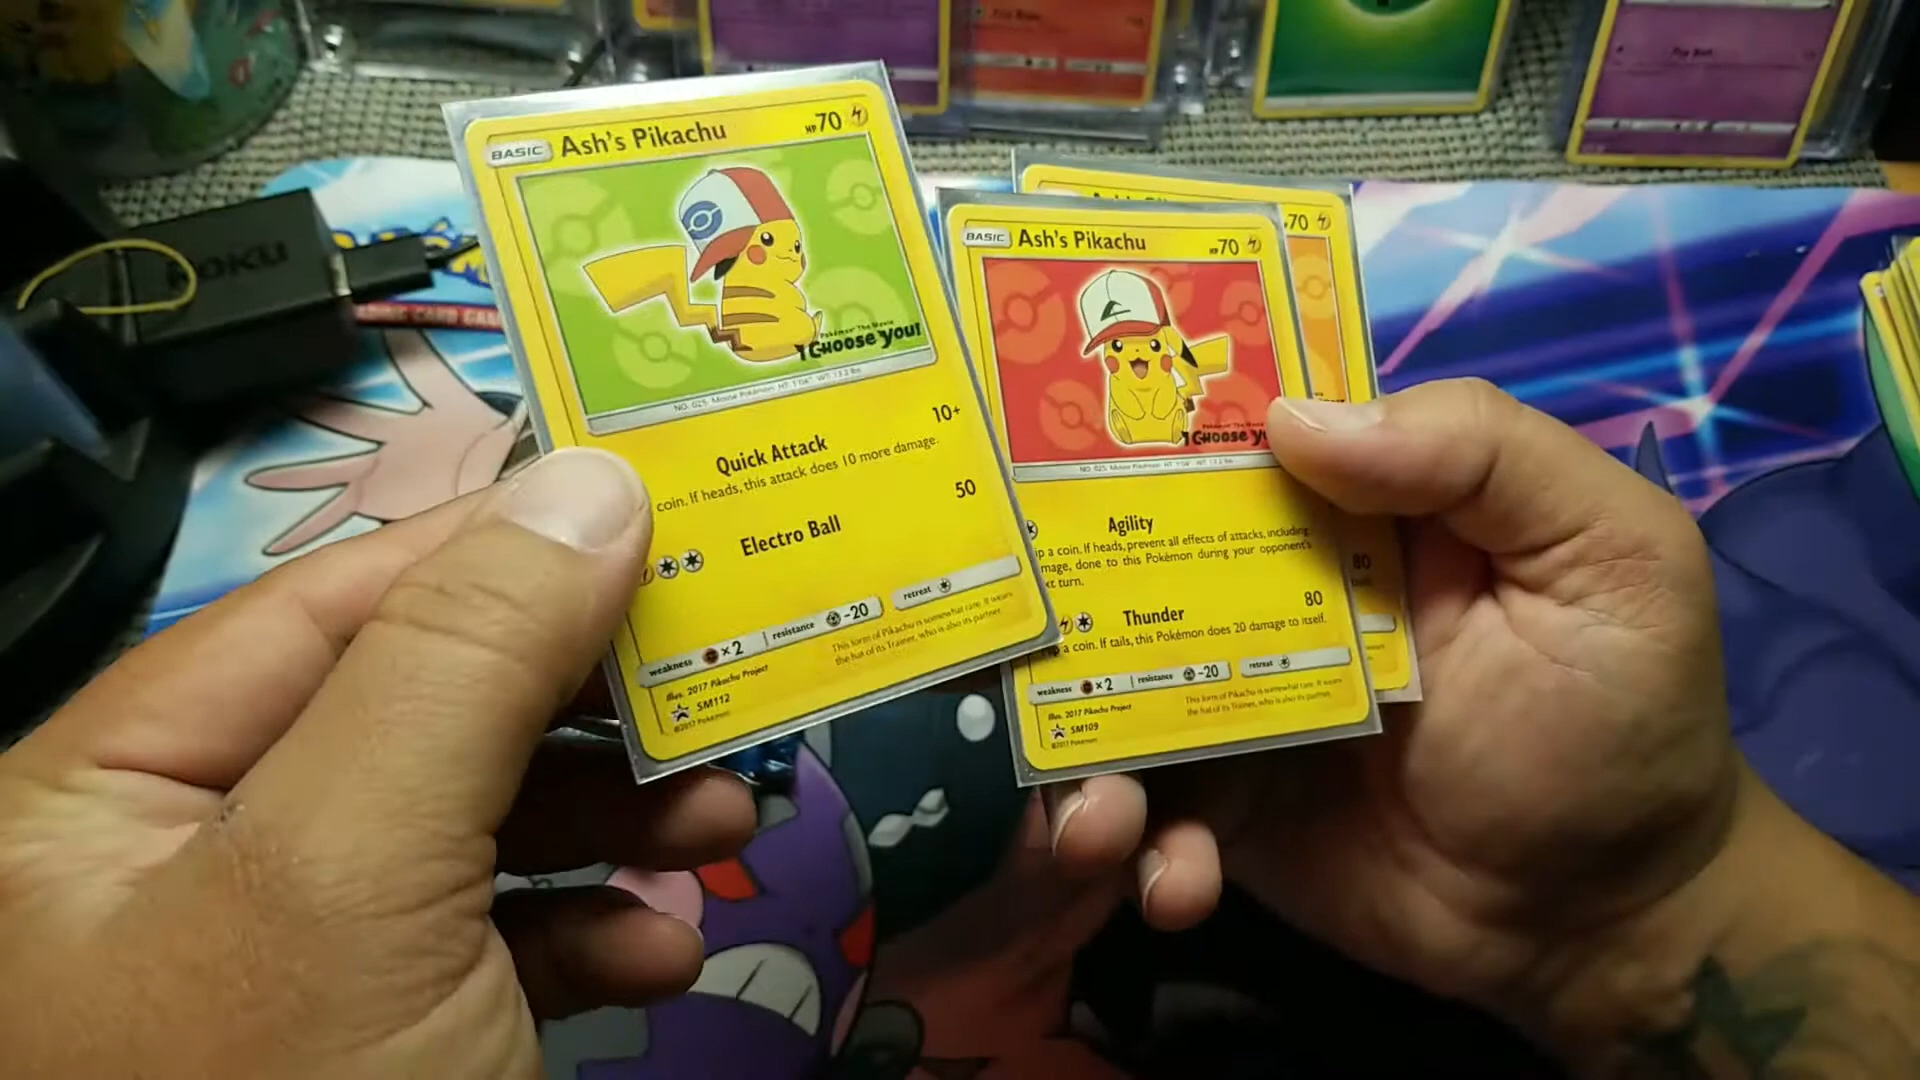 BASIC Ash's Pikachu HP70
Pokémon The Movie
I CHOOSE YOU!
NO. 025 Mouse Pokémon HT: 1'04" WT: 13.2 lbs
Quick Attack 10+
coin. If heads, this attack does 10 more damage.
Electro Ball 50
weakness ×2 resistance -20 retreat
Illus. 2017 Pikachu Project
This form of Pikachu is somewhat rare. It wears
the hat of its Trainer, who is also its partner.
SM112
©2017 Pokémon
BASIC Ash's Pikachu HP70
Pokémon The Movie
I CHOOSE Y
NO. 025 Mouse Pokémon HT: 1'04" WT: 13.2 lbs
Agility
ip a coin. If heads, prevent all effects of attacks, including
mage, done to this Pokémon during your opponent's
xt turn.
Thunder 80
a coin. If tails, this Pokémon does 20 damage to itself.
weakness ×2 resistance -20 retreat
Illus. 2017 Pikachu Project
This form of Pikachu is somewhat rare. It wears
the hat of its Trainer, who is also its partner.
SM109
©2017 Pokémon
70
80
ROKU
ADING CARD GAM